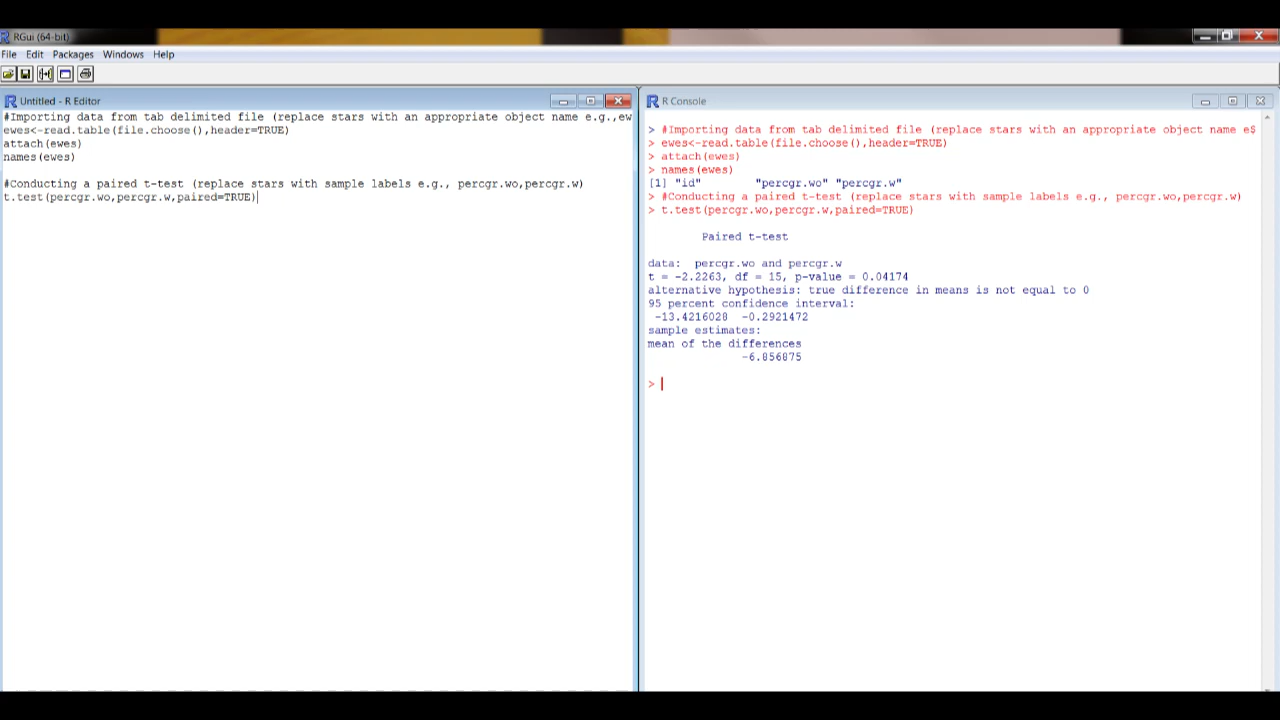 RGui (64-bit)
File Edit Packages Windows Help
Untitled - R Editor
#Importing data from tab delimited file (replace stars with an appropriate object name e.g.,ew
ewes<-read.table(file.choose(),header=TRUE)
attach(ewes)
names(ewes)
#Conducting a paired t-test (replace stars with sample labels e.g., percgr.wo,percgr.w)
t.test(percgr.wo,percgr.w,paired=TRUE)
R Console
> #Importing data from tab delimited file (replace stars with an appropriate object name e$
> ewes<-read.table(file.choose(),header=TRUE)
> attach(ewes)
> names(ewes)
[1] "id" "percgr.wo" "percgr.w"
> #Conducting a paired t-test (replace stars with sample labels e.g., percgr.wo,percgr.w)
> t.test(percgr.wo,percgr.w,paired=TRUE)
Paired t-test
data: percgr.wo and percgr.w
t = -2.2263, df = 15, p-value = 0.04174
alternative hypothesis: true difference in means is not equal to 0
95 percent confidence interval:
-13.4216028 -0.2921472
sample estimates:
mean of the differences
-6.856875
>